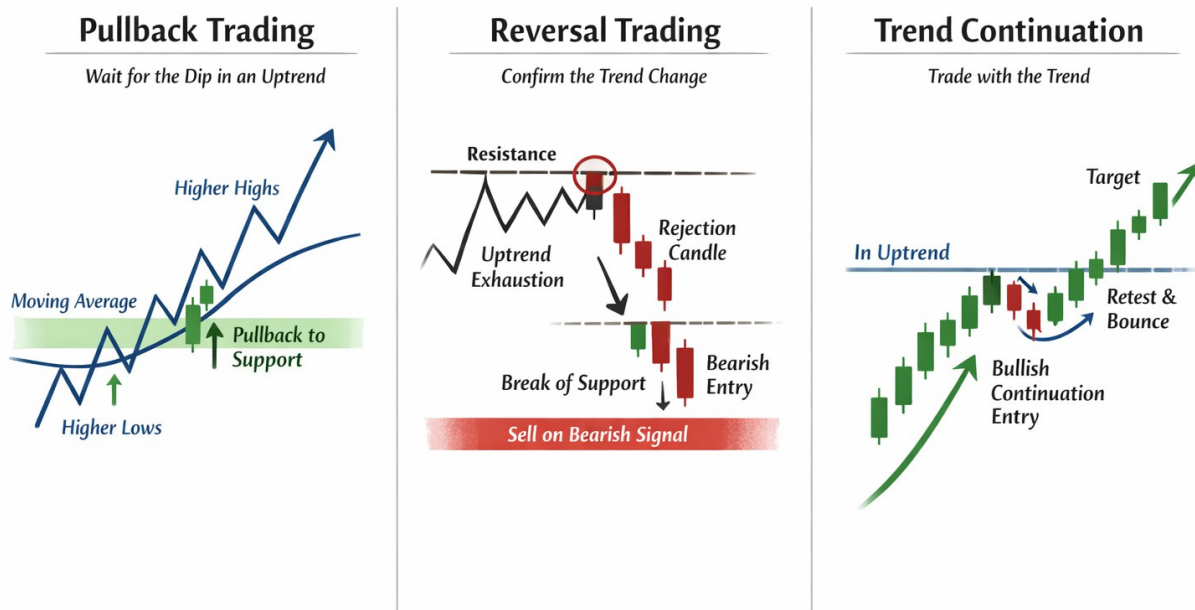 Pullback Trading
Wait for the Dip in an Uptrend
Higher Highs
Moving Average
Pullback to
Support
Higher Lows
Reversal Trading
Confirm the Trend Change
Resistance
Uptrend
Exhaustion
Rejection
Candle
Break of Support
Bearish
Entry
Sell on Bearish Signal
Trend Continuation
Trade with the Trend
Target
In Uptrend
Retest &
Bounce
Bullish
Continuation
Entry